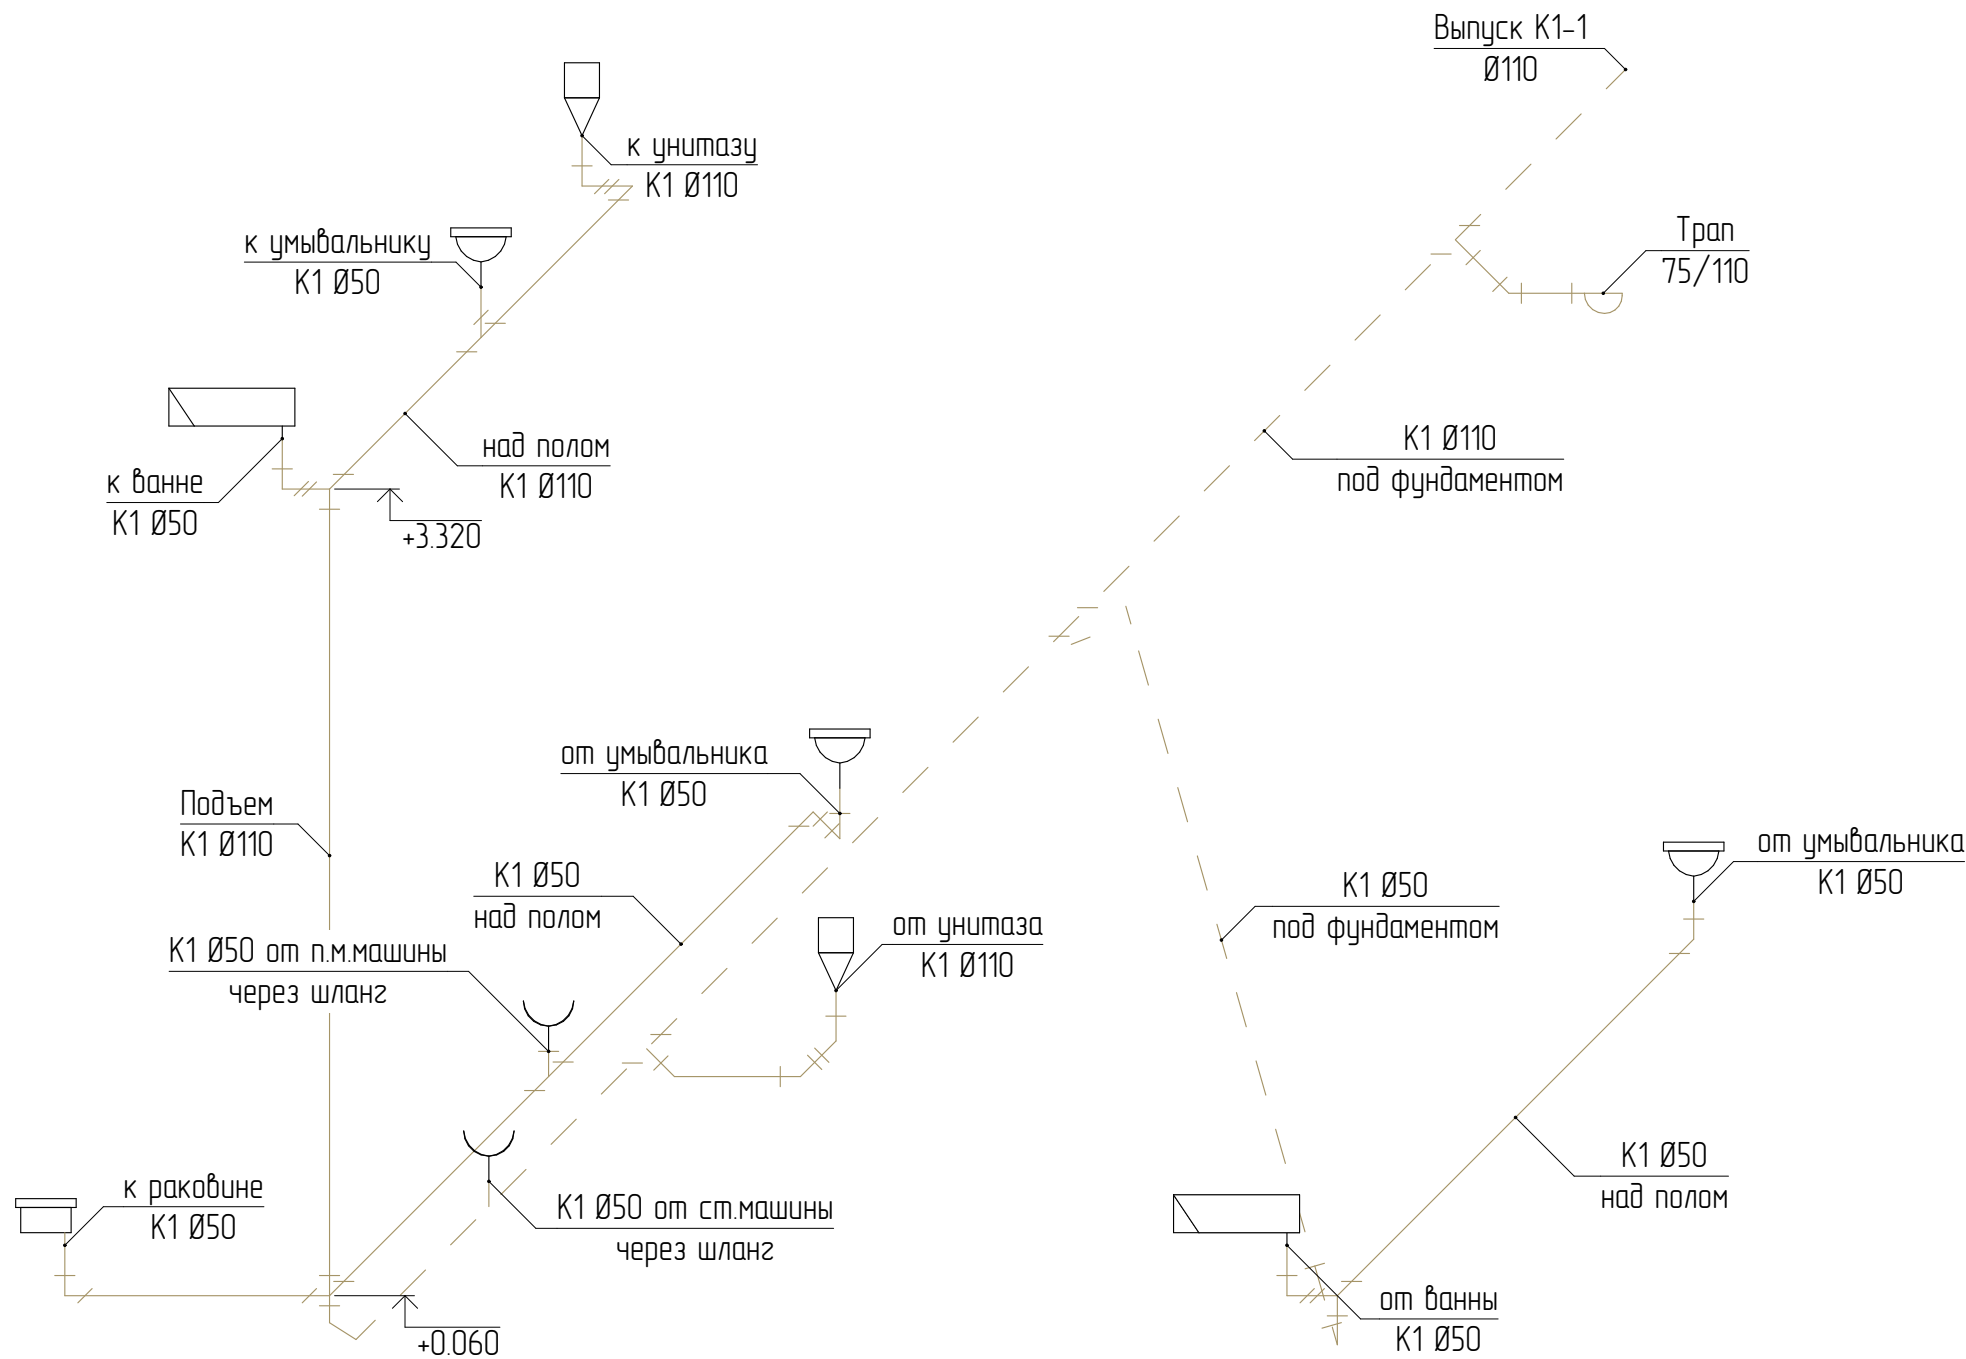 Выпуск К1-1
Ø110
к унитазу
К1 Ø110
к умывальнику
К1 Ø50
Трап
75/110
над полом
К1 Ø110
к ванне
К1 Ø50
+3.320
К1 Ø110
под фундаментом
от умывальника
К1 Ø50
Подъем
К1 Ø110
от умывальника
К1 Ø50
К1 Ø50
над полом
К1 Ø50
под фундаментом
от унитаза
К1 Ø110
К1 Ø50 от п.м.машины
через шланг
К1 Ø50
над полом
к раковине
К1 Ø50
К1 Ø50 от ст.машины
через шланг
от ванны
К1 Ø50
+0.060